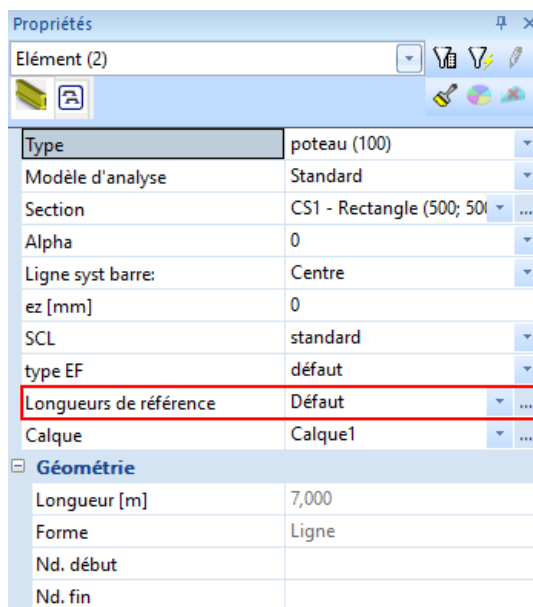 Propriétés
Elément (2)
Type poteau (100)
Modèle d'analyse Standard
Section CS1 - Rectangle (500; 500 ...
Alpha 0
Ligne syst barre: Centre
ez [mm] 0
SCL standard
type EF défaut
Longueurs de référence Défaut ...
Calque Calque1 ...
Géométrie
Longueur [m] 7,000
Forme Ligne
Nd. début
Nd. fin